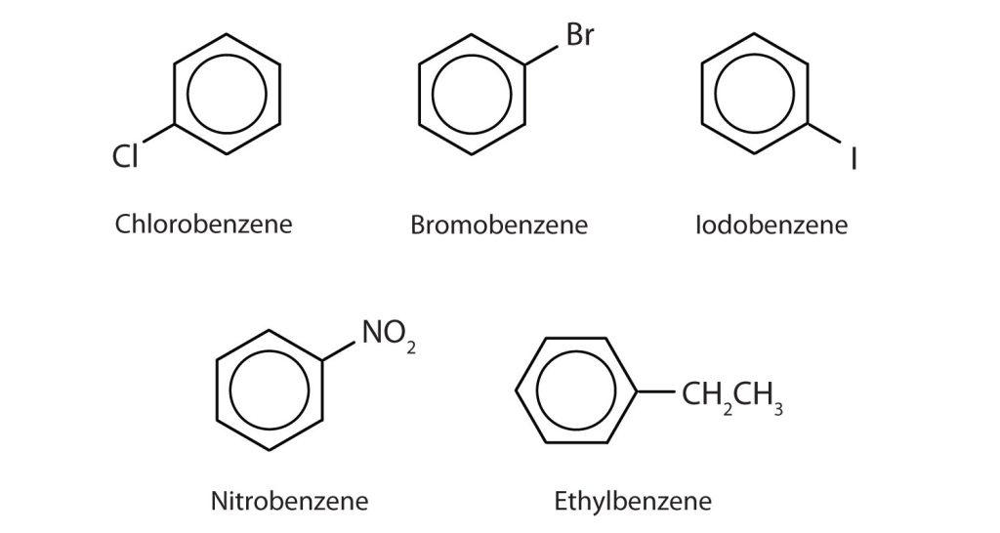 Cl
Br
I
Chlorobenzene
Bromobenzene
Iodobenzene
NO₂
CH₂CH₃
Nitrobenzene
Ethylbenzene